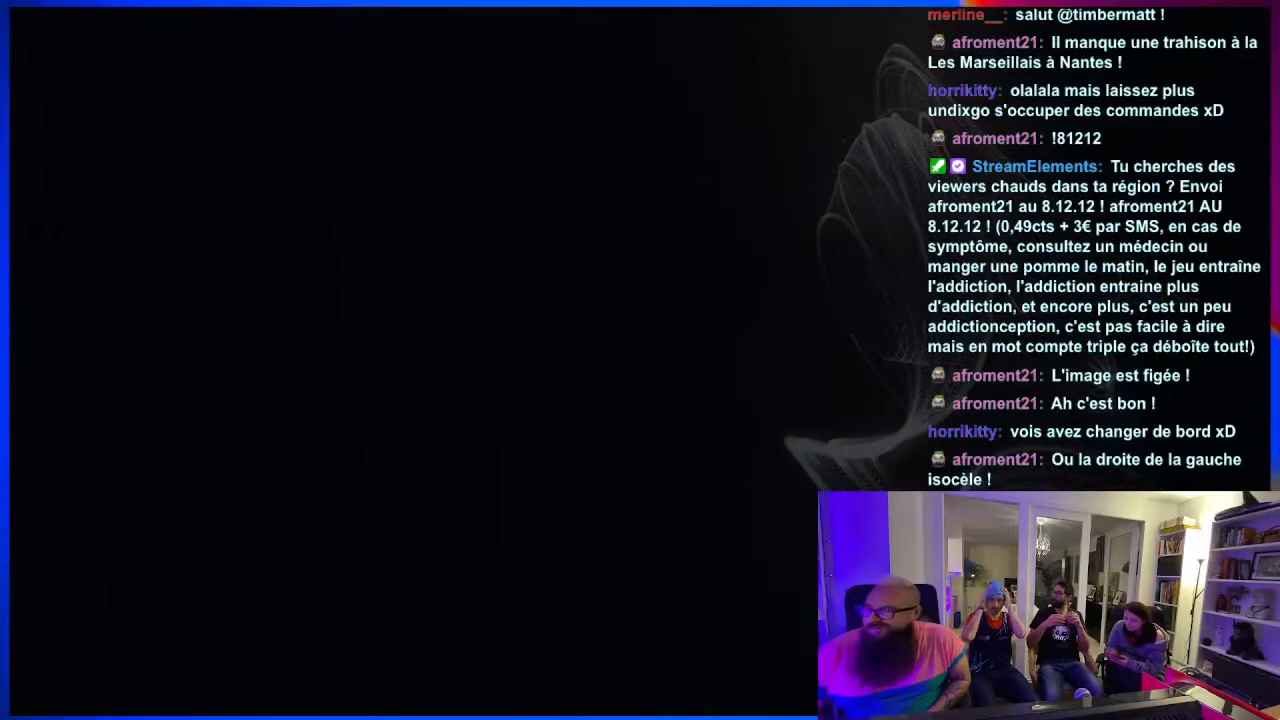 merline__: salut @timbermatt !
afroment21: Il manque une trahison à la
Les Marseillais à Nantes !
horrikitty: olalala mais laissez plus
undixgo s'occuper des commandes xD
afroment21: !81212
StreamElements: Tu cherches des
viewers chauds dans ta région ? Envoi
afroment21 au 8.12.12 ! afroment21 AU
8.12.12 ! (0,49cts + 3€ par SMS, en cas de
symptôme, consultez un médecin ou
manger une pomme le matin, le jeu entraîne
l'addiction, l'addiction entraine plus
d'addiction, et encore plus, c'est un peu
addictionception, c'est pas facile à dire
mais en mot compte triple ça déboîte tout!)
afroment21: L'image est figée !
afroment21: Ah c'est bon !
horrikitty: vois avez changer de bord xD
afroment21: Ou la droite de la gauche
isocèle !